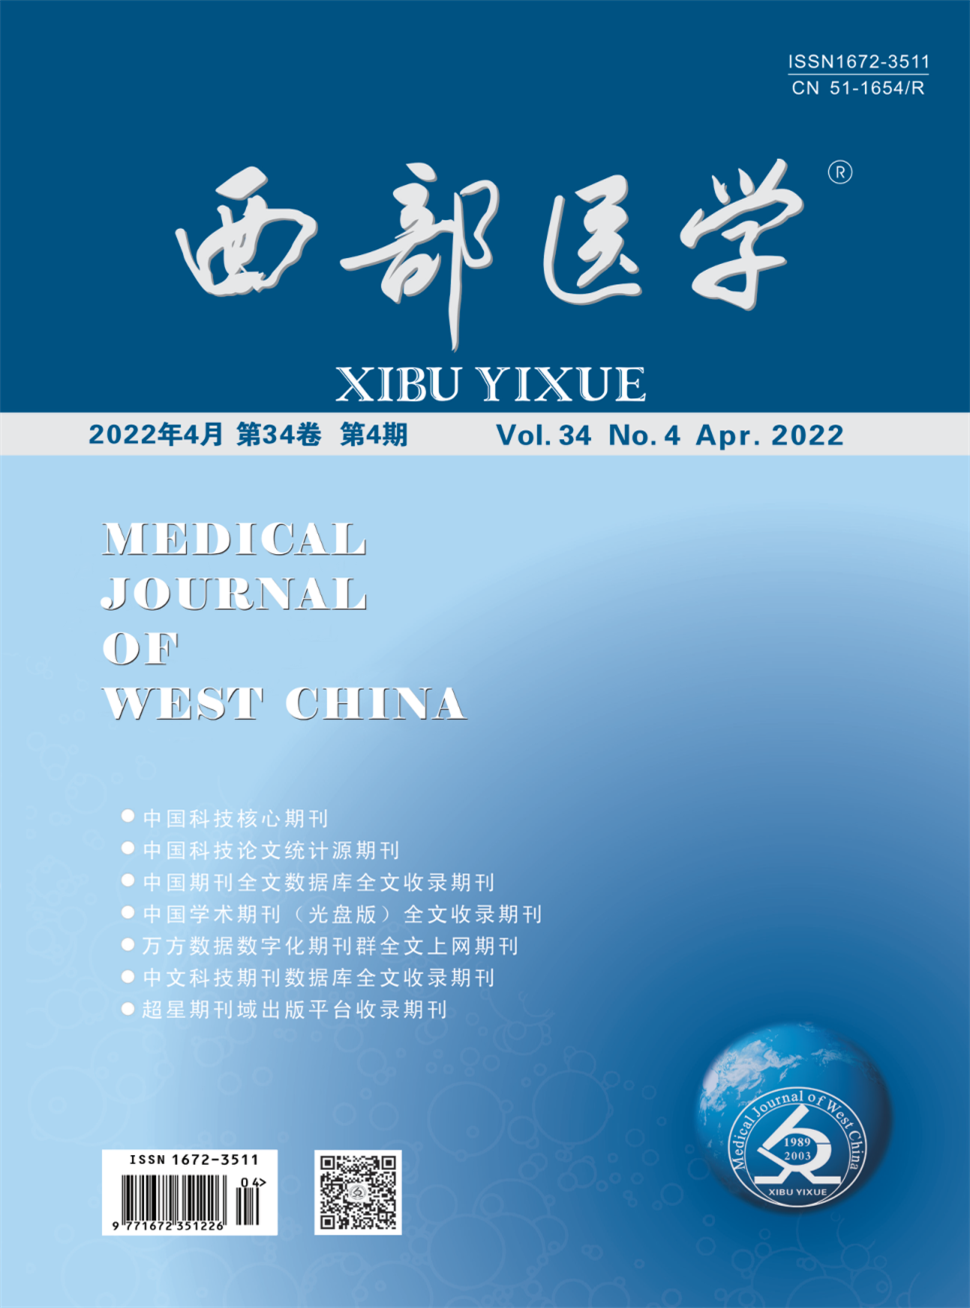 ISSN1672-3511
CN 51-1654/R
西部医学®
XIBU YIXUE
2022年4月 第34卷 第4期 Vol. 34 No. 4 Apr. 2022
MEDICAL
JOURNAL
OF
WEST CHINA
●中国科技核心期刊
●中国科技论文统计源期刊
●中国期刊全文数据库全文收录期刊
●中国学术期刊（光盘版）全文收录期刊
●万方数据数字化期刊群全文上网期刊
●中文科技期刊数据库全文收录期刊
●超星期刊域出版平台收录期刊
Medical Journal of West China
1989
2003
XIBU YIXUE
ISSN 1672-3511
04>
9 771672 351226